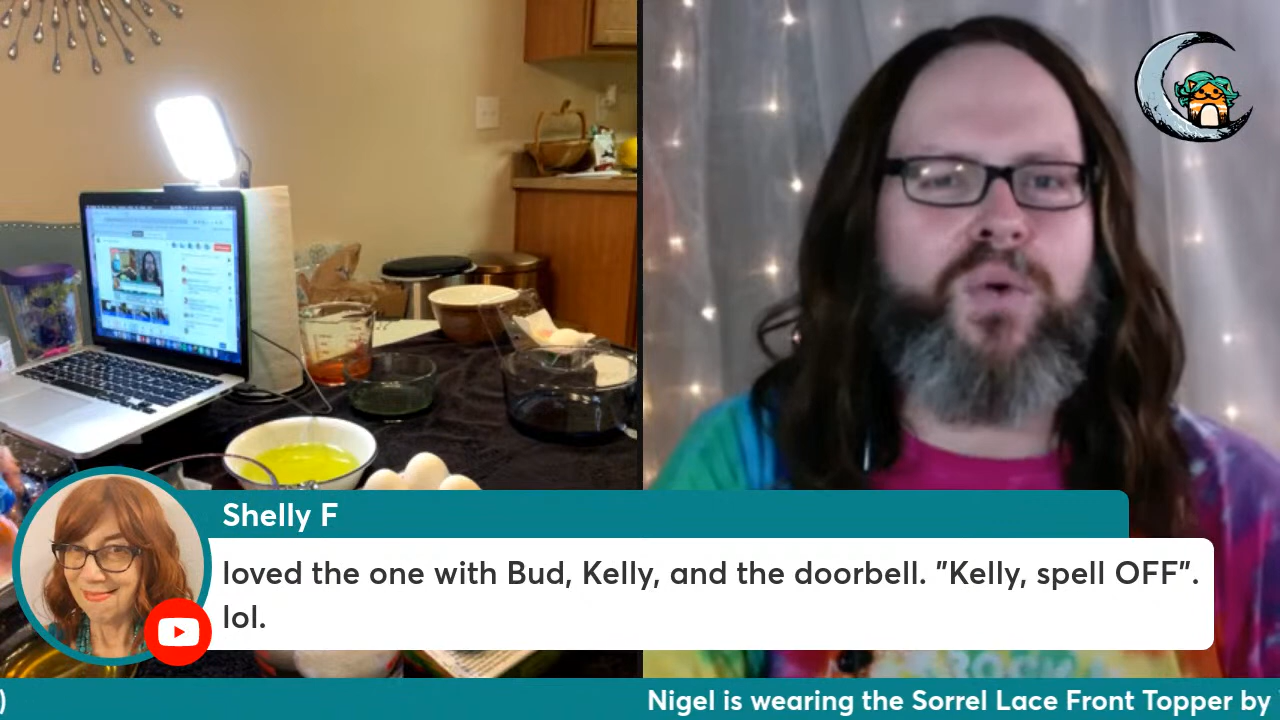 Shelly F
loved the one with Bud, Kelly, and the doorbell. "Kelly, spell OFF".
lol.
)
Nigel is wearing the Sorrel Lace Front Topper by